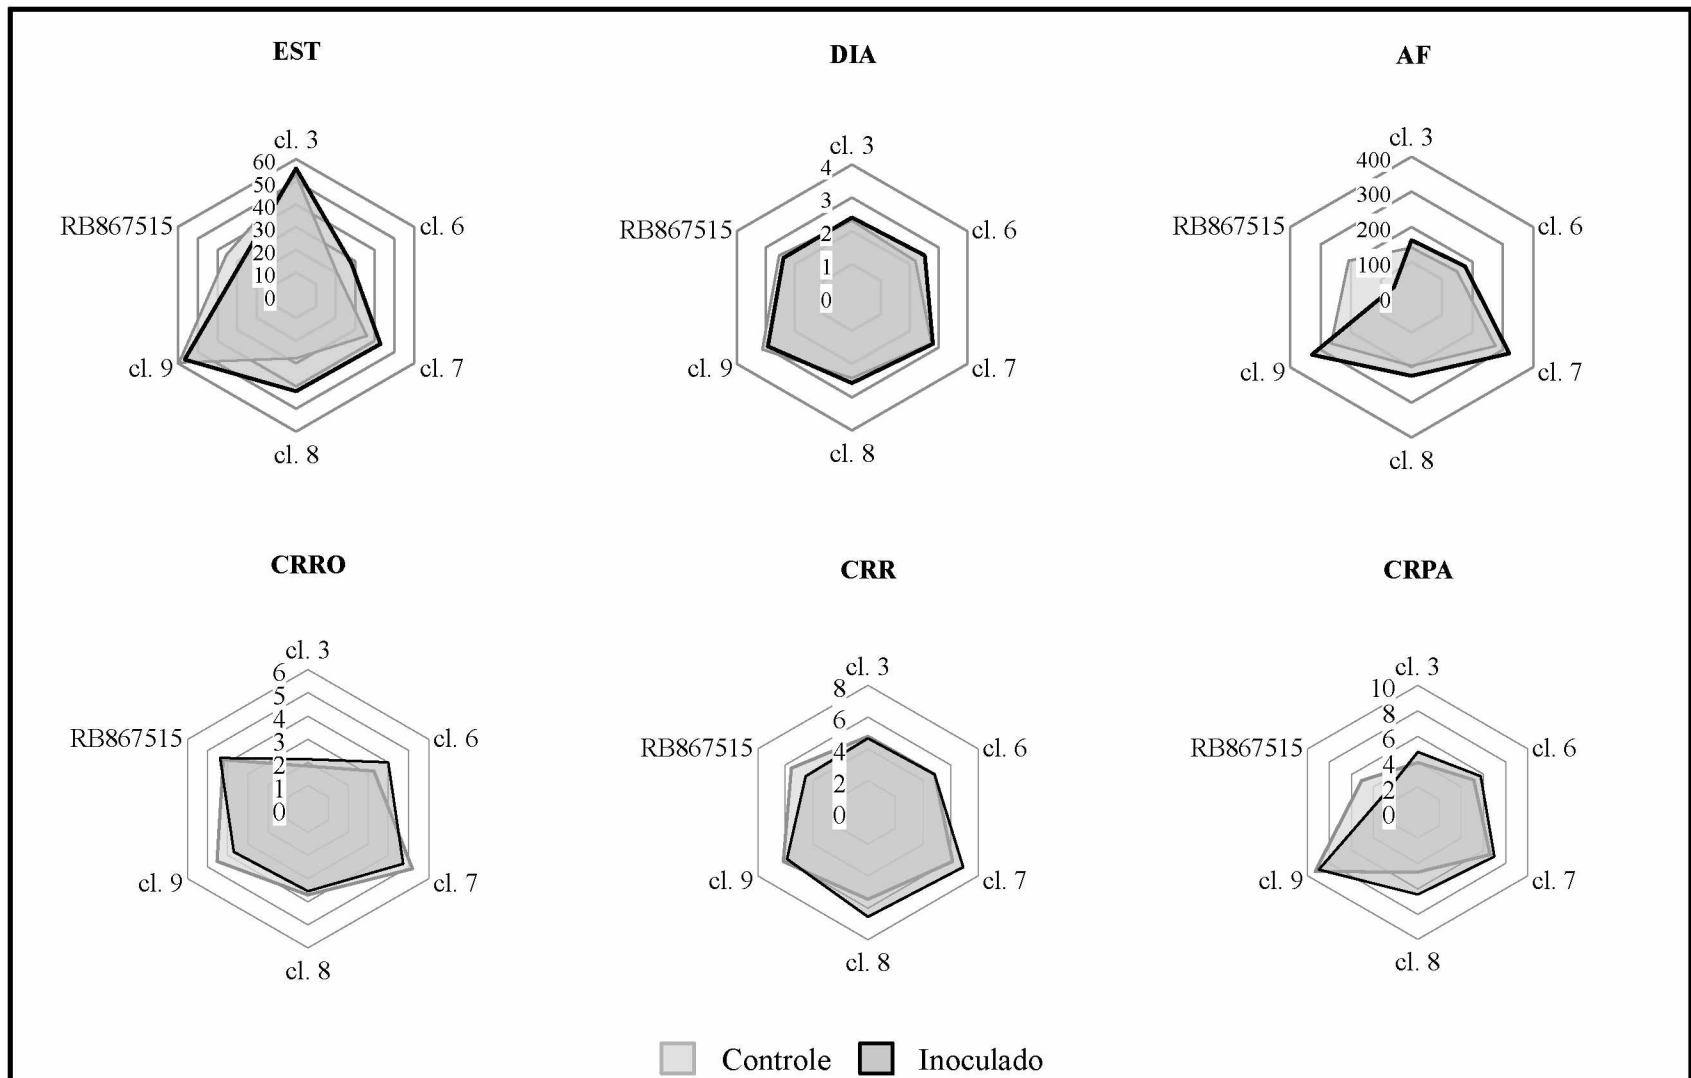 EST
cl. 3
60
50
40
30
20
10
0
RB867515
cl. 6
cl. 9
cl. 7
cl. 8
DIA
cl. 3
4
3
2
1
0
RB867515
cl. 6
cl. 9
cl. 7
cl. 8
AF
cl. 3
400
300
200
100
0
RB867515
cl. 6
cl. 9
cl. 7
cl. 8
CRRO
cl. 3
6
5
4
3
2
1
0
RB867515
cl. 6
cl. 9
cl. 7
cl. 8
CRR
cl. 3
8
6
4
2
0
RB867515
cl. 6
cl. 9
cl. 7
cl. 8
CRPA
cl. 3
10
8
6
4
2
0
RB867515
cl. 6
cl. 9
cl. 7
cl. 8
Controle Inoculado